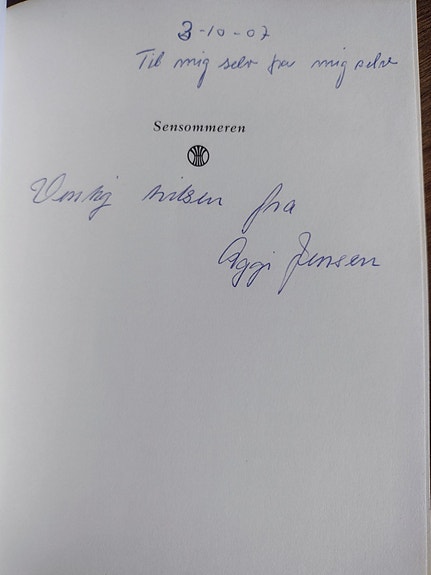 3-10-07
Til mig selv fra mig selv
Sensommeren
Venlig hilsen fra
Aggi Jensen